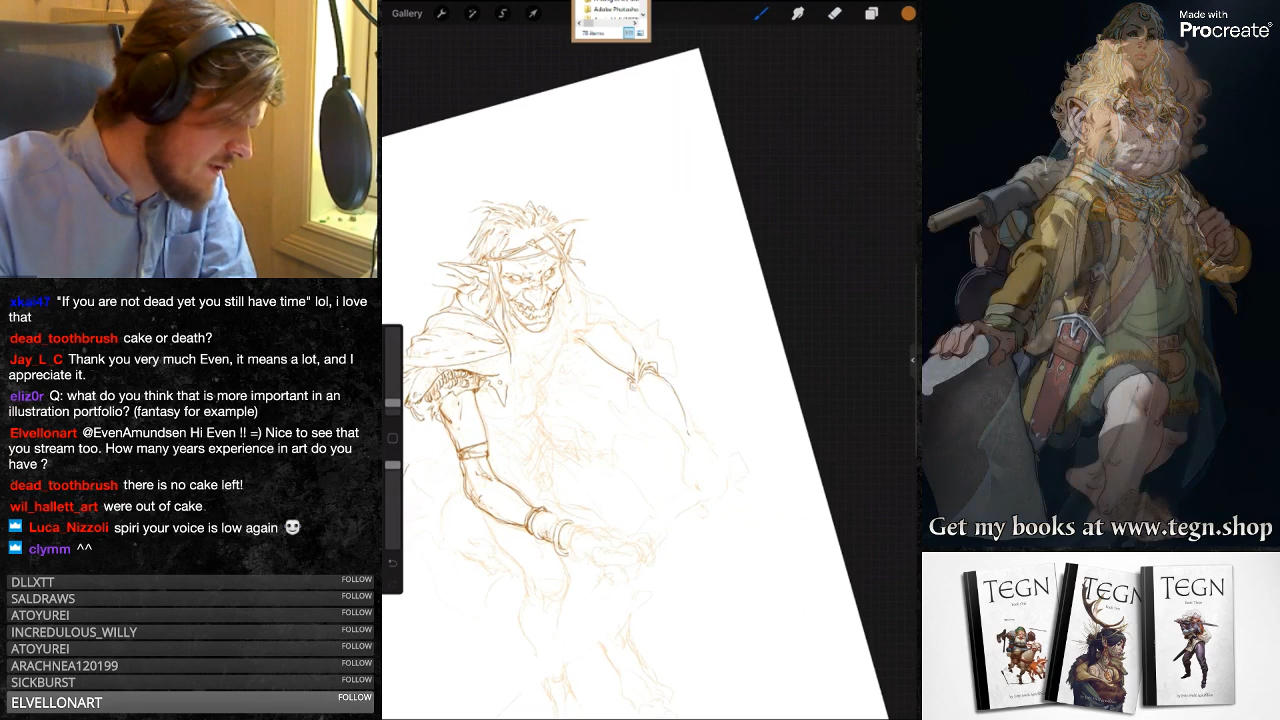 Gallery
Adobe Photosho
78 items
Made with
Procreate
xkai47 "If you are not dead yet you still have time" lol, i love
that
dead_toothbrush cake or death?
Jay_L_C Thank you very much Even, it means a lot, and I
appreciate it.
eliz0r Q: what do you think that is more important in an
illustration portfolio? (fantasy for example)
Elvellonart @EvenAmundsen Hi Even !! =) Nice to see that
you stream too. How many years experience in art do you
have ?
dead_toothbrush there is no cake left!
wil_hallett_art were out of cake
Luca_Nizzoli spiri your voice is low again
clymm ^^
DLLXTT FOLLOW
SALDRAWS FOLLOW
ATOYUREI FOLLOW
INCREDULOUS_WILLY FOLLOW
ATOYUREI FOLLOW
ARACHNEA120199 FOLLOW
SICKBURST FOLLOW
ELVELLONART FOLLOW
Get my books at www.tegn.shop
TEGN
TEGN
TEGN